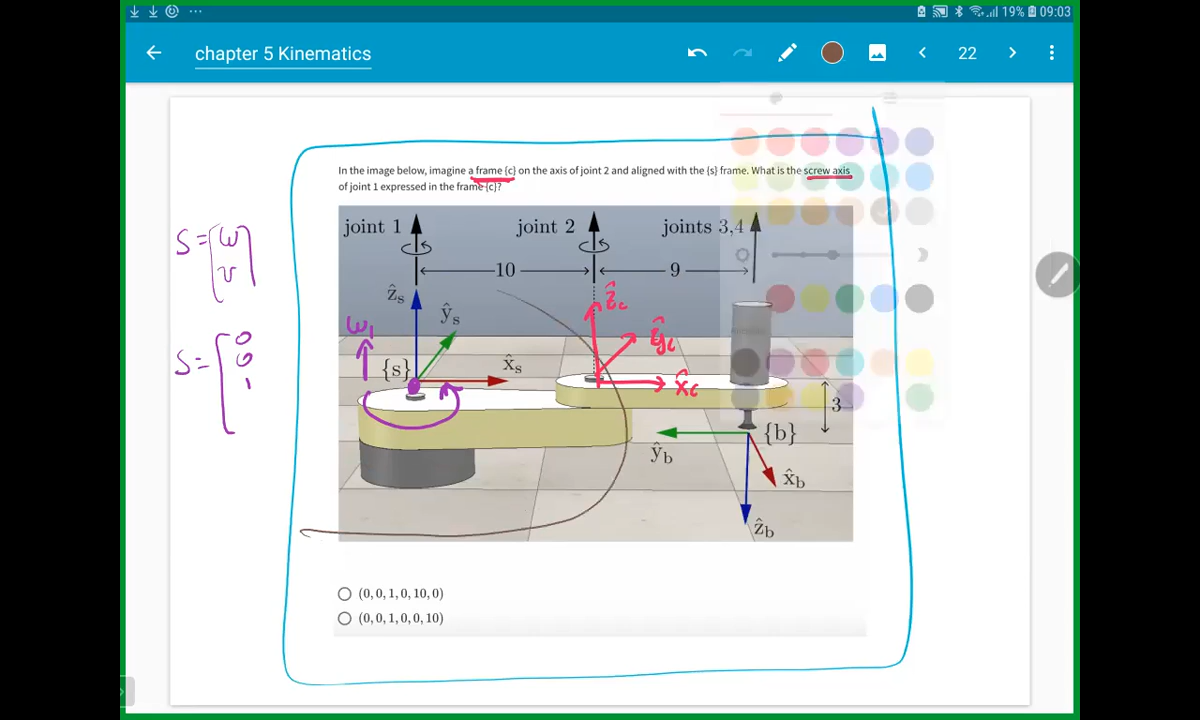 19% 09:03
chapter 5 Kinematics
22
In the image below, imagine a frame {c} on the axis of joint 2 and aligned with the {s} frame. What is the screw axis
of joint 1 expressed in the frame {c}?
joint 1 joint 2 joints 3,4
10 9
ẑs ŷs x̂s {s}
ω1
ẑc ŷc x̂c
3
{b}
ŷb x̂b ẑb
S = [ω
v]
S = [0
0
1
(0, 0, 1, 0, 10, 0)
(0, 0, 1, 0, 0, 10)